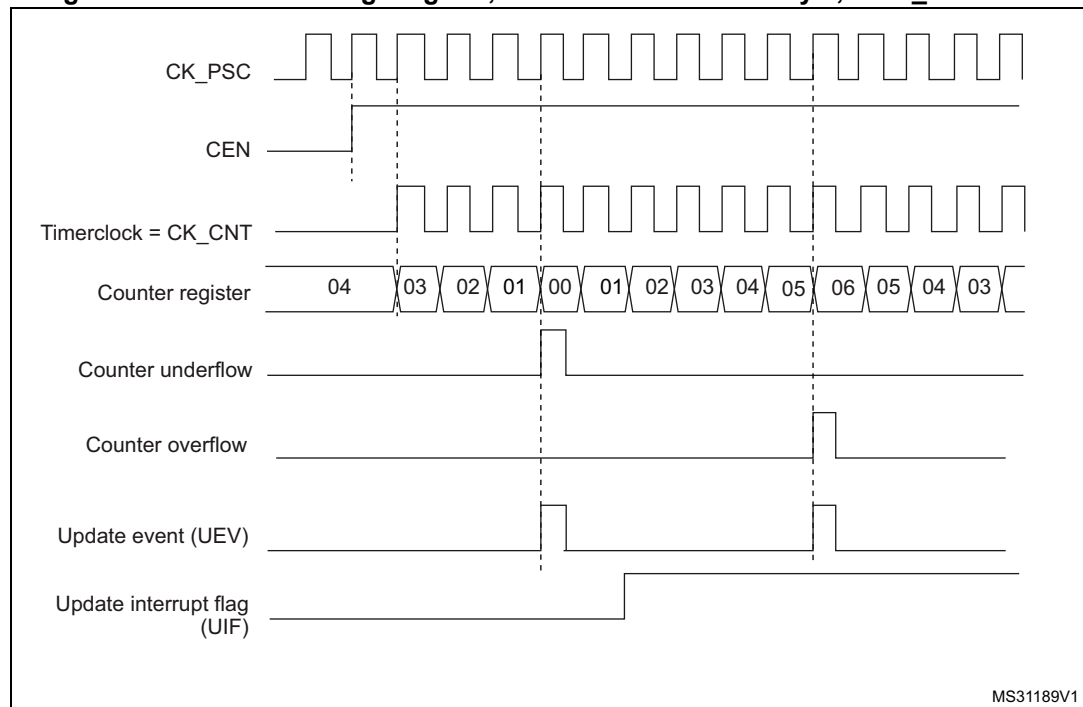 CK_PSC
CEN
Timerclock = CK_CNT
Counter register 04 03 02 01 00 01 02 03 04 05 06 05 04 03
Counter underflow
Counter overflow
Update event (UEV)
Update interrupt flag
(UIF)
MS31189V1